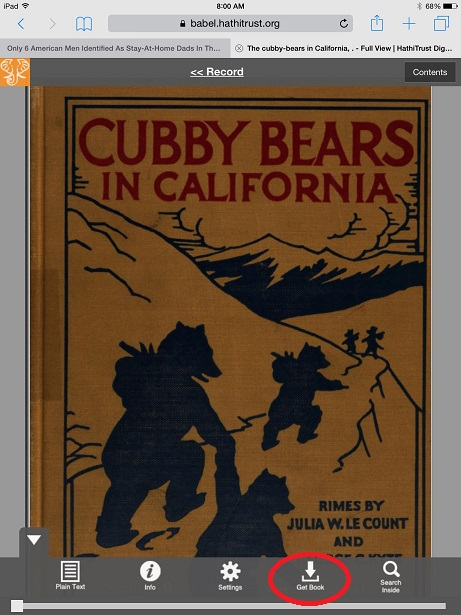 iPad
8:00 AM
68%
babel.hathitrust.org
Only 6 American Men Identified As Stay-At-Home Dads In Th...
The cubby-bears in California, . - Full View | HathiTrust Dig...
<< Record
Contents
CUBBY BEARS
IN CALIFORNIA
RIMES BY
JULIA W. LE COUNT
AND
Plain Text
Info
Settings
Get Book
Search
Inside